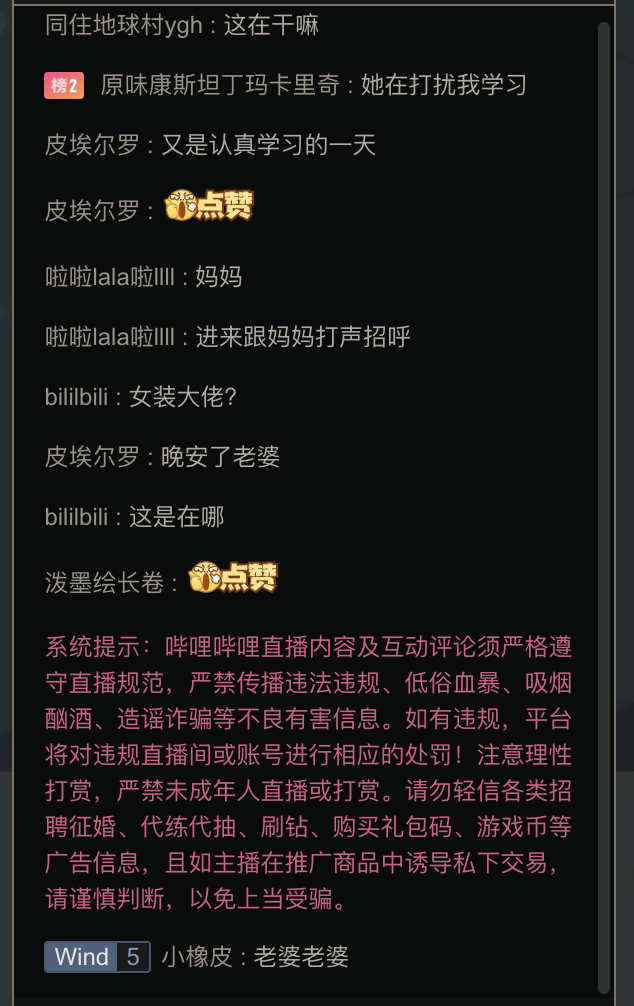 同住地球村ygh : 这在干嘛
榜2 原味康斯坦丁玛卡里奇 : 她在打扰我学习
皮埃尔罗 : 又是认真学习的一天
皮埃尔罗 : 点赞
啦啦lala啦llll : 妈妈
啦啦lala啦llll : 进来跟妈妈打声招呼
bililbili : 女装大佬?
皮埃尔罗 : 晚安了老婆
bililbili : 这是在哪
泼墨绘长卷 : 点赞
系统提示：哔哩哔哩直播内容及互动评论须严格遵
守直播规范，严禁传播违法违规、低俗血暴、吸烟
酗酒、造谣诈骗等不良有害信息。如有违规，平台
将对违规直播间或账号进行相应的处罚！注意理性
打赏，严禁未成年人直播或打赏。请勿轻信各类招
聘征婚、代练代抽、刷钻、购买礼包码、游戏币等
广告信息，且如主播在推广商品中诱导私下交易，
请谨慎判断，以免上当受骗。
Wind 5 小橡皮 : 老婆老婆